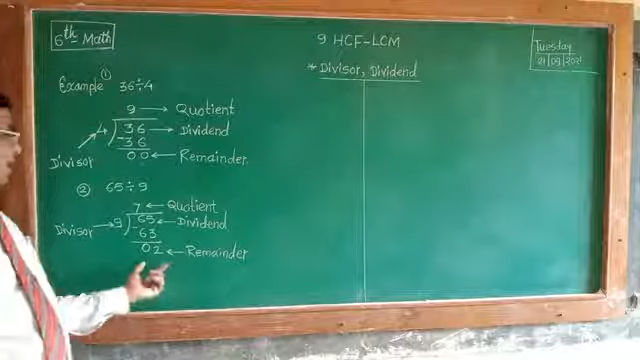 6th Math
9 HCF-LCM
Tuesday
21|09|2021
* Divisor, Dividend
Example ① 36÷4
9 → Quotient
4 ) 36 → Dividend
Divisor
- 36
00 ← Remainder
② 65÷9
7 ← Quotient
Divisor → 9 ) 65 ← Dividend
- 63
02 ← Remainder